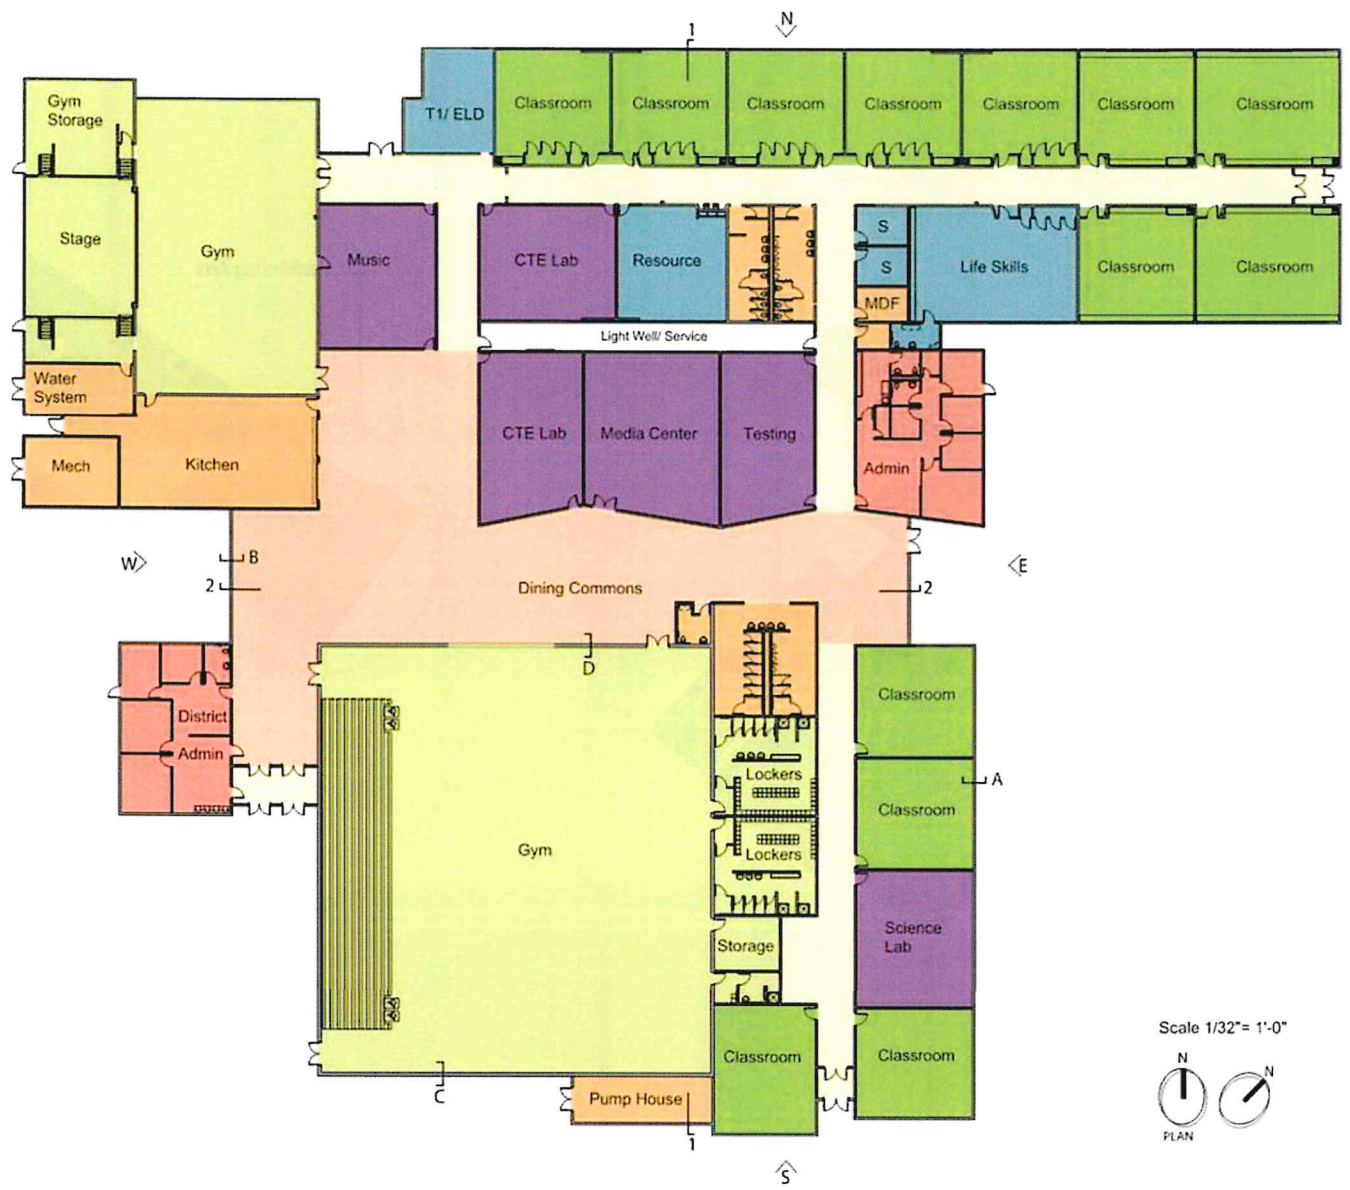 N
1
T1/ ELD
Classroom
Classroom
Classroom
Classroom
Classroom
Classroom
Classroom
Gym
Storage
Stage
Gym
Music
CTE Lab
Resource
S
S
MDF
Life Skills
Classroom
Classroom
Light Well/ Service
Water
System
Mech
Kitchen
CTE Lab
Media Center
Testing
Admin
W
B
2
Dining Commons
2
E
D
District
Admin
Classroom
Classroom
A
Lockers
Lockers
Gym
Science
Lab
Storage
Classroom
Classroom
C
Pump House
1
S
Scale 1/32"= 1'-0"
N
N
PLAN